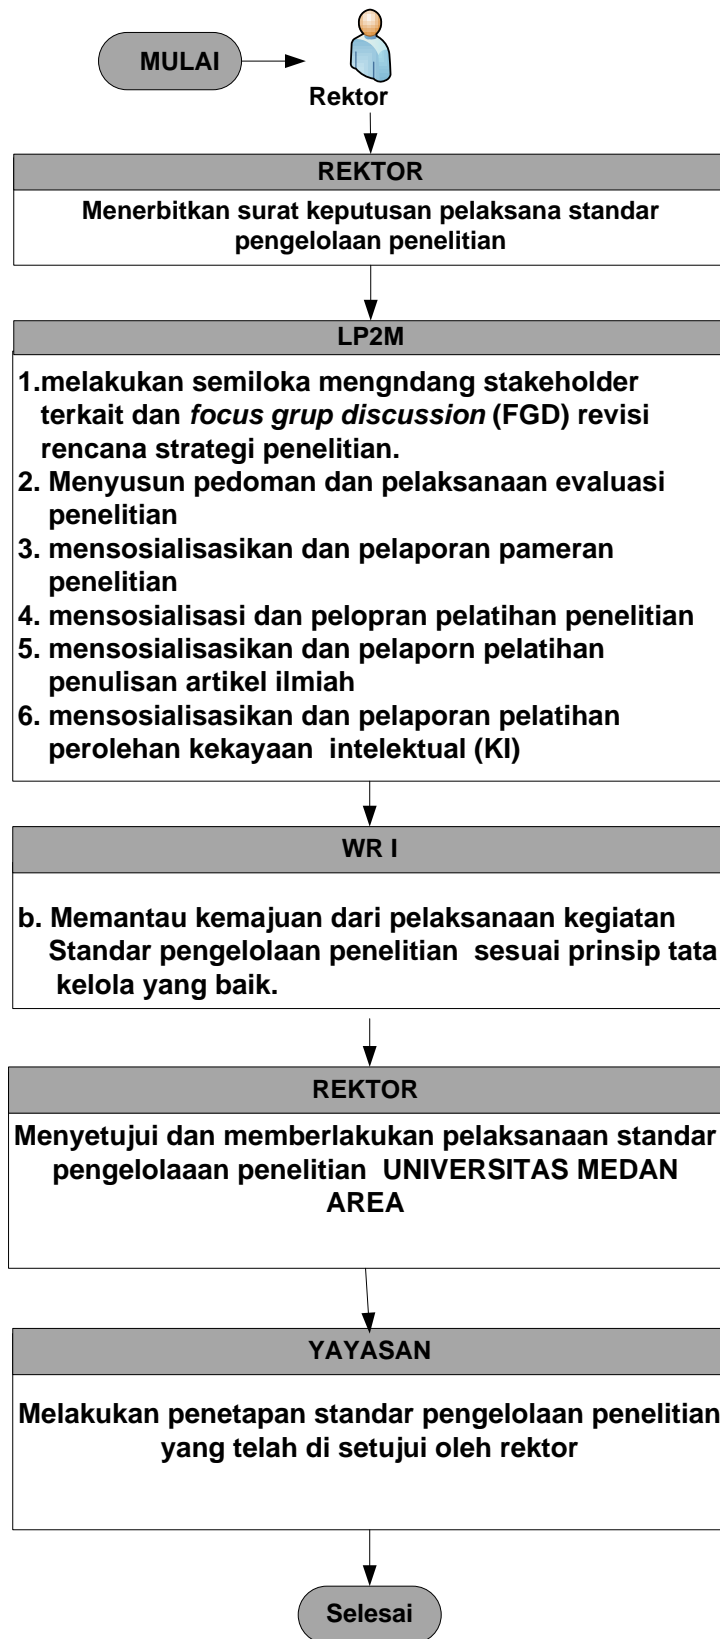 MULAI
Rektor
REKTOR
Menerbitkan surat keputusan pelaksana standar
pengelolaan penelitian
LP2M
1.melakukan semiloka mengndang stakeholder
terkait dan focus grup discussion (FGD) revisi
rencana strategi penelitian.
2. Menyusun pedoman dan pelaksanaan evaluasi
penelitian
3. mensosialisasikan dan pelaporan pameran
penelitian
4. mensosialisasi dan pelopran pelatihan penelitian
5. mensosialisasikan dan pelaporn pelatihan
penulisan artikel ilmiah
6. mensosialisasikan dan pelaporan pelatihan
perolehan kekayaan intelektual (KI)
WR I
b. Memantau kemajuan dari pelaksanaan kegiatan
Standar pengelolaan penelitian sesuai prinsip tata
kelola yang baik.
REKTOR
Menyetujui dan memberlakukan pelaksanaan standar
pengelolaaan penelitian UNIVERSITAS MEDAN
AREA
YAYASAN
Melakukan penetapan standar pengelolaan penelitian
yang telah di setujui oleh rektor
Selesai